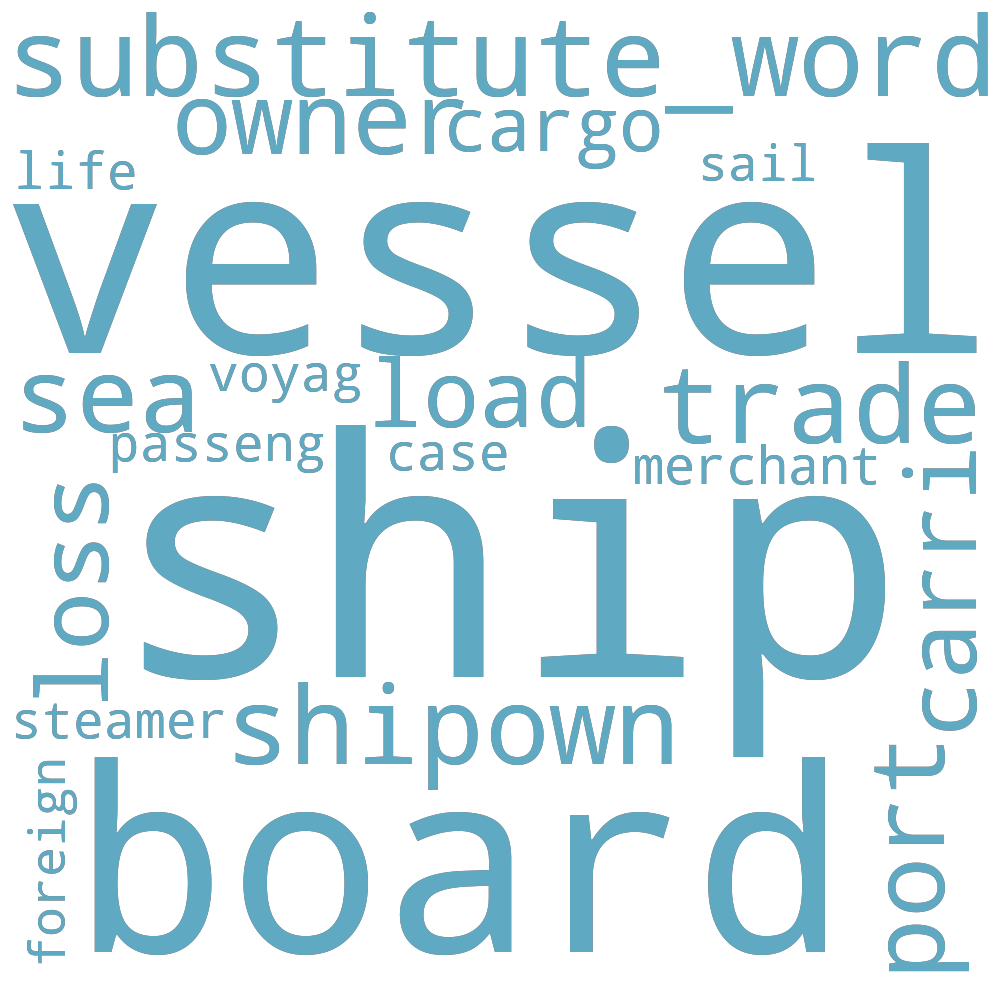 substitute_word
owner cargo
life sail
vessel
sea voyag load trade
passeng case merchant
ship
loss carri
steamer shipown
foreign board port